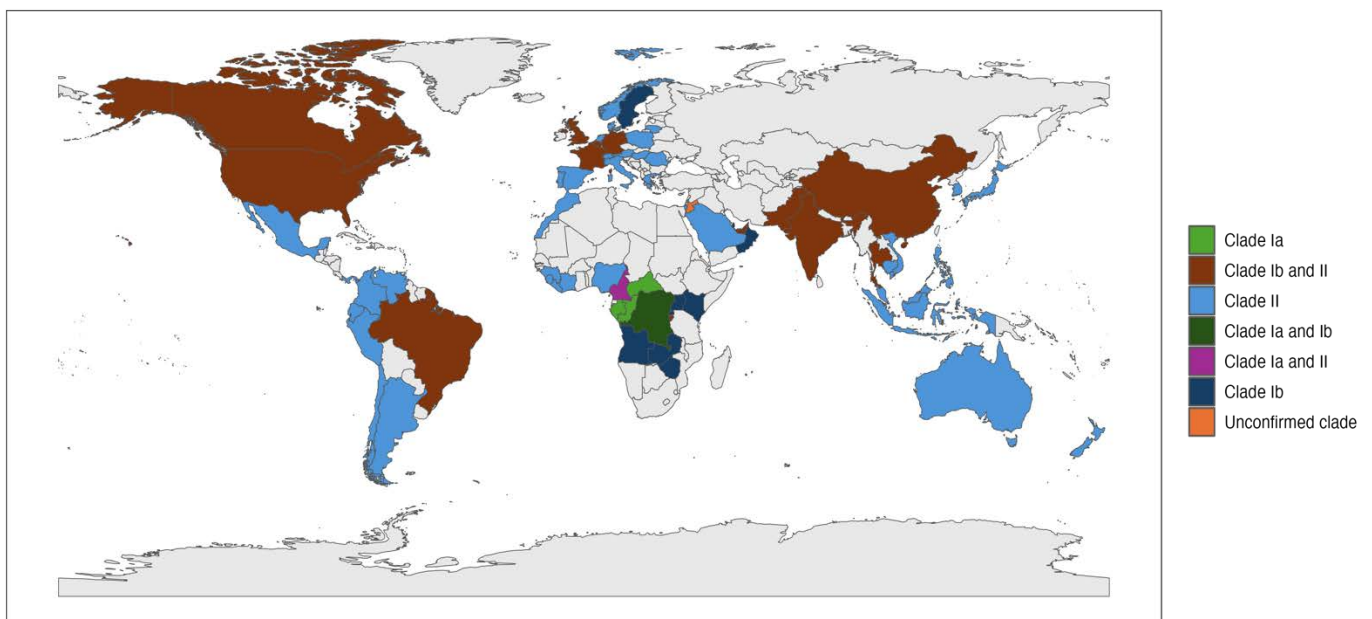 Clade Ia
Clade Ib and II
Clade II
Clade Ia and Ib
Clade Ia and II
Clade Ib
Unconfirmed clade